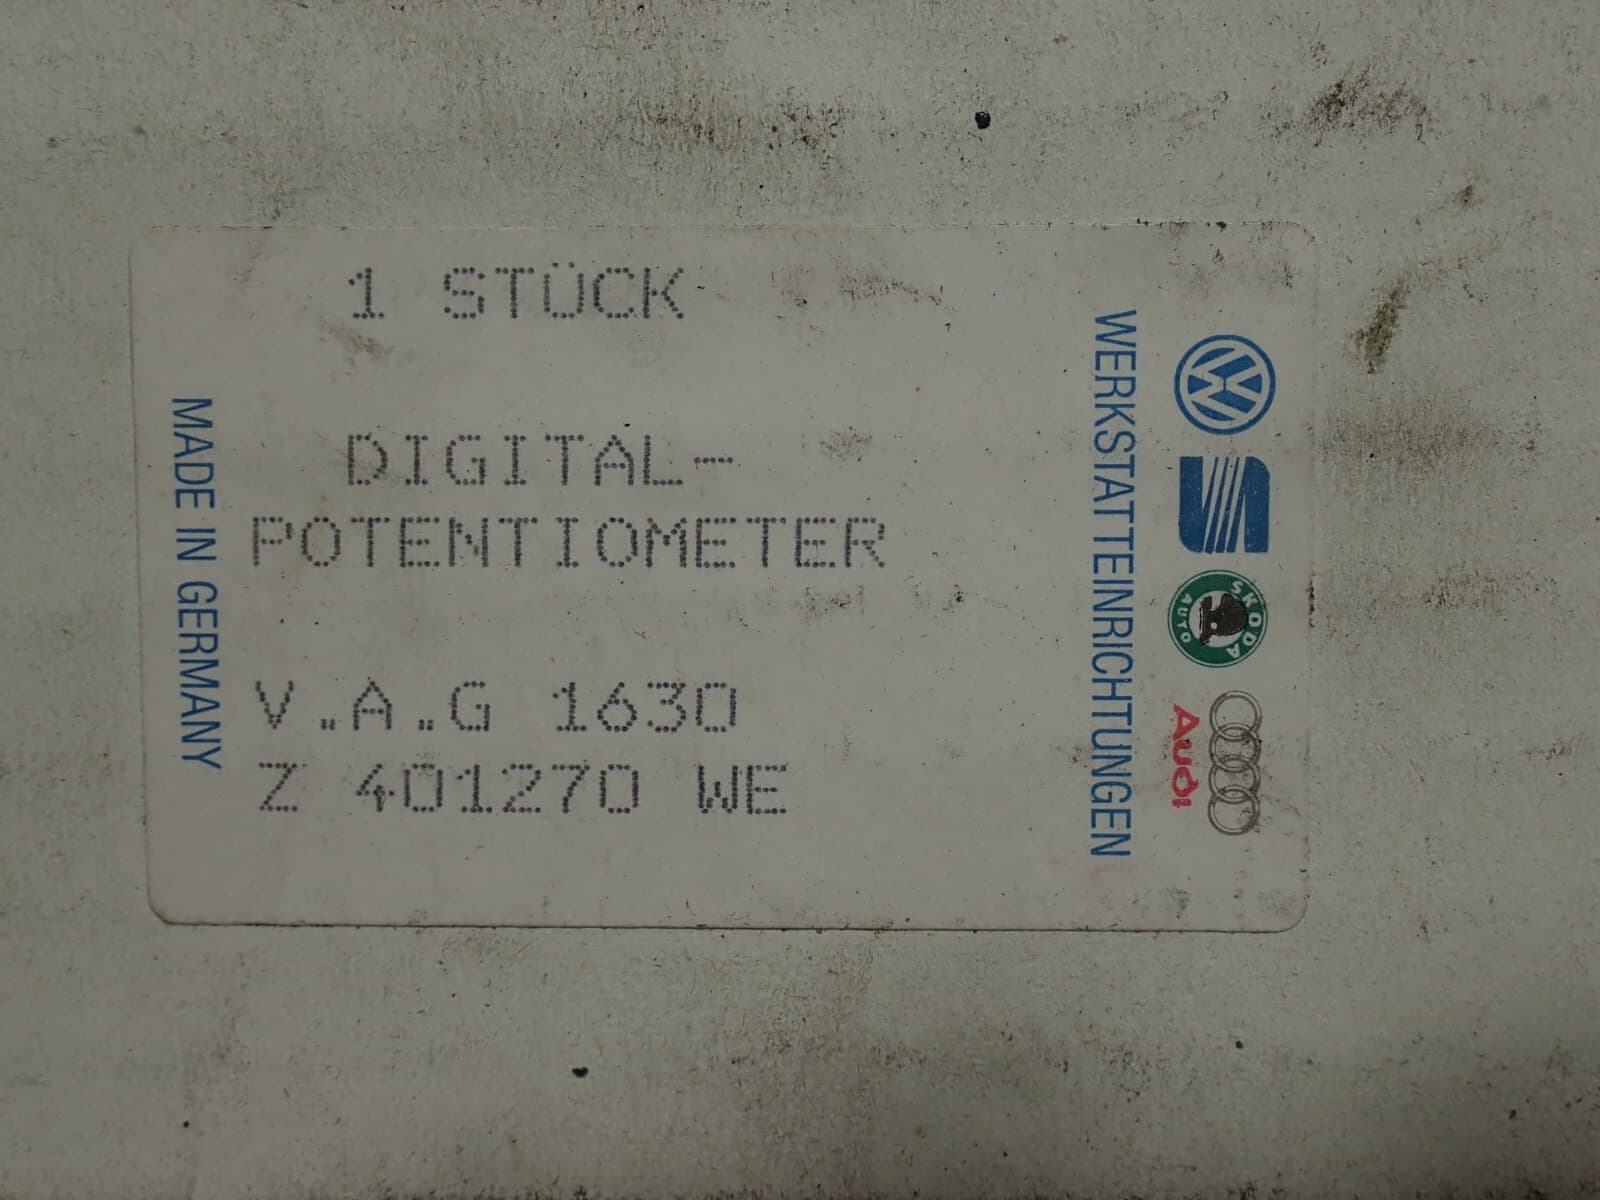 1 STÜCK
DIGITAL-
POTENTIOMETER
V.A.G 1630
Z 401270 WE
MADE IN GERMANY
WERKSTATTEINRICHTUNGEN
SKODA
AUTO
Audi